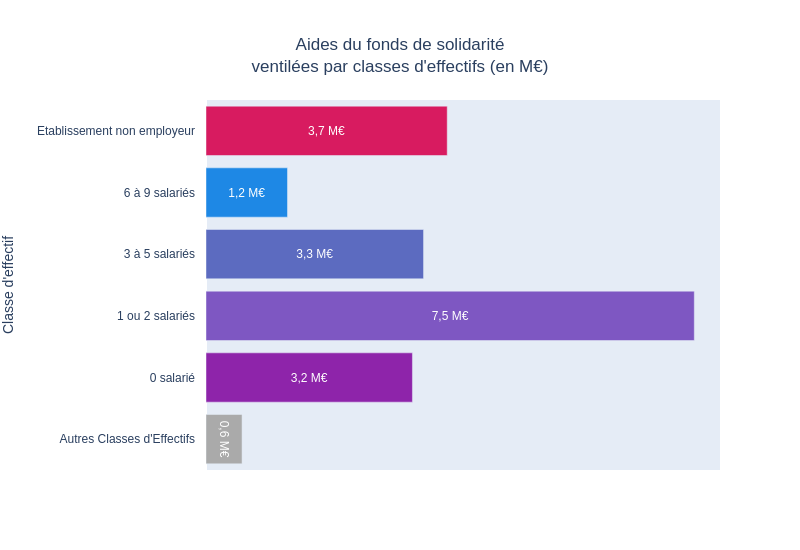 Aides du fonds de solidarité
ventilées par classes d'effectifs (en M€)
Classe d'effectif
Etablissement non employeur
3,7 M€
6 à 9 salariés
1,2 M€
3 à 5 salariés
3,3 M€
1 ou 2 salariés
7,5 M€
0 salarié
3,2 M€
Autres Classes d'Effectifs
0,6 M€